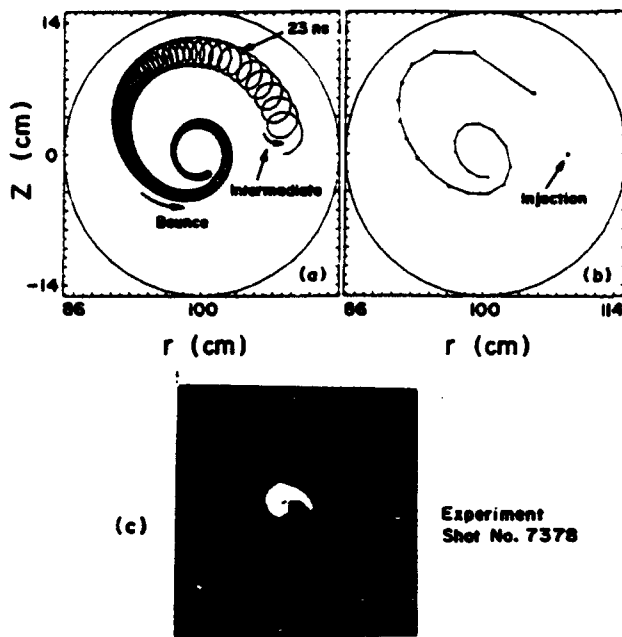 14
0
-14
Z (cm)
23 ns
Intermediate
Bounce
(a)
86
100
r (cm)
Injection
(b)
86
100
114
r (cm)
(c)
Experiment
Shot No. 7378